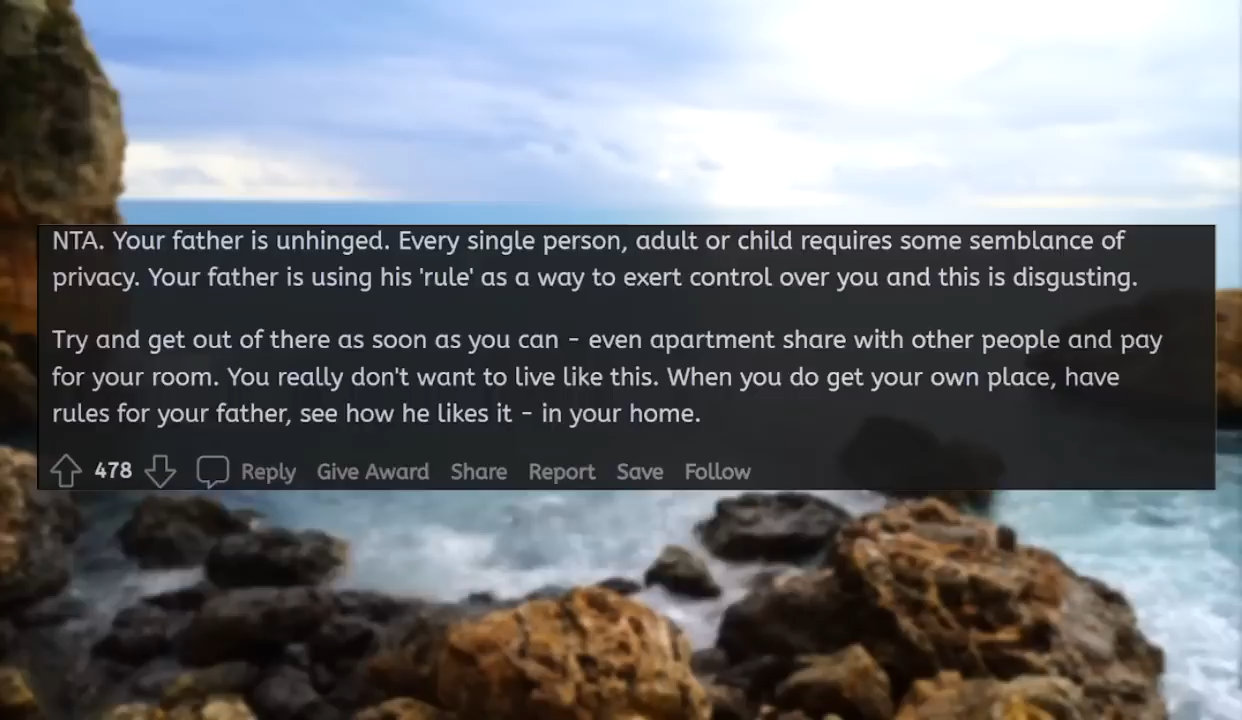 NTA. Your father is unhinged. Every single person, adult or child requires some semblance of
privacy. Your father is using his 'rule' as a way to exert control over you and this is disgusting.
Try and get out of there as soon as you can - even apartment share with other people and pay
for your room. You really don't want to live like this. When you do get your own place, have
rules for your father, see how he likes it - in your home.
478 Reply Give Award Share Report Save Follow